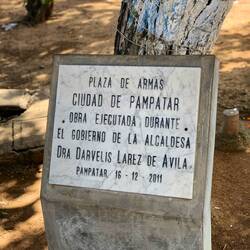 PLAZA DE ARMAS
CIUDAD DE PAMPATAR
• OBRA EJECUTADA DURANTE •
EL GOBIERNO DE LA ALCALDESA
DRA DARVELIS LAREZ DE AVILA
PAMPATAR 16 - 12 - 2011